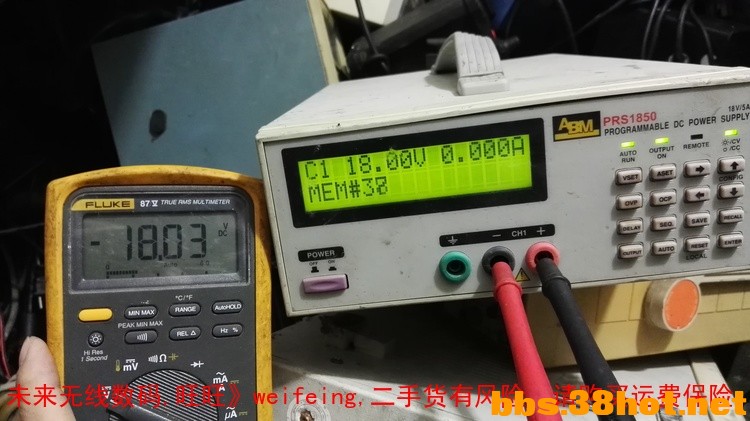 ABM
PRS1850
PROGRAMMABLE DC POWER SUPPLY
18V/5A
AUTO RUN
OUTPUT ON
REMOTE
CV
CC
C1 18.00V 0.000A
MEM#38
VSET
ASET
CONFIG
OVP
OCP
DELAY
SEQ
SAVE
RECALL
OUTPUT
AUTO
RESET
ENTER
LOCAL
POWER
OFF
ON
CH1
- +
FLUKE
87 V TRUE RMS MULTIMETER
-18.03
V
DC
MIN MAX
°C/°F
RANGE
AutoHOLD
PEAK MIN MAX
REL △
Hz %
Hi Res
1 Second
mV
Ω
mA
A
μA
未来无线数码 旺旺》weifeing,二手货有风险 请购买运费保险
bbs.38hot.net